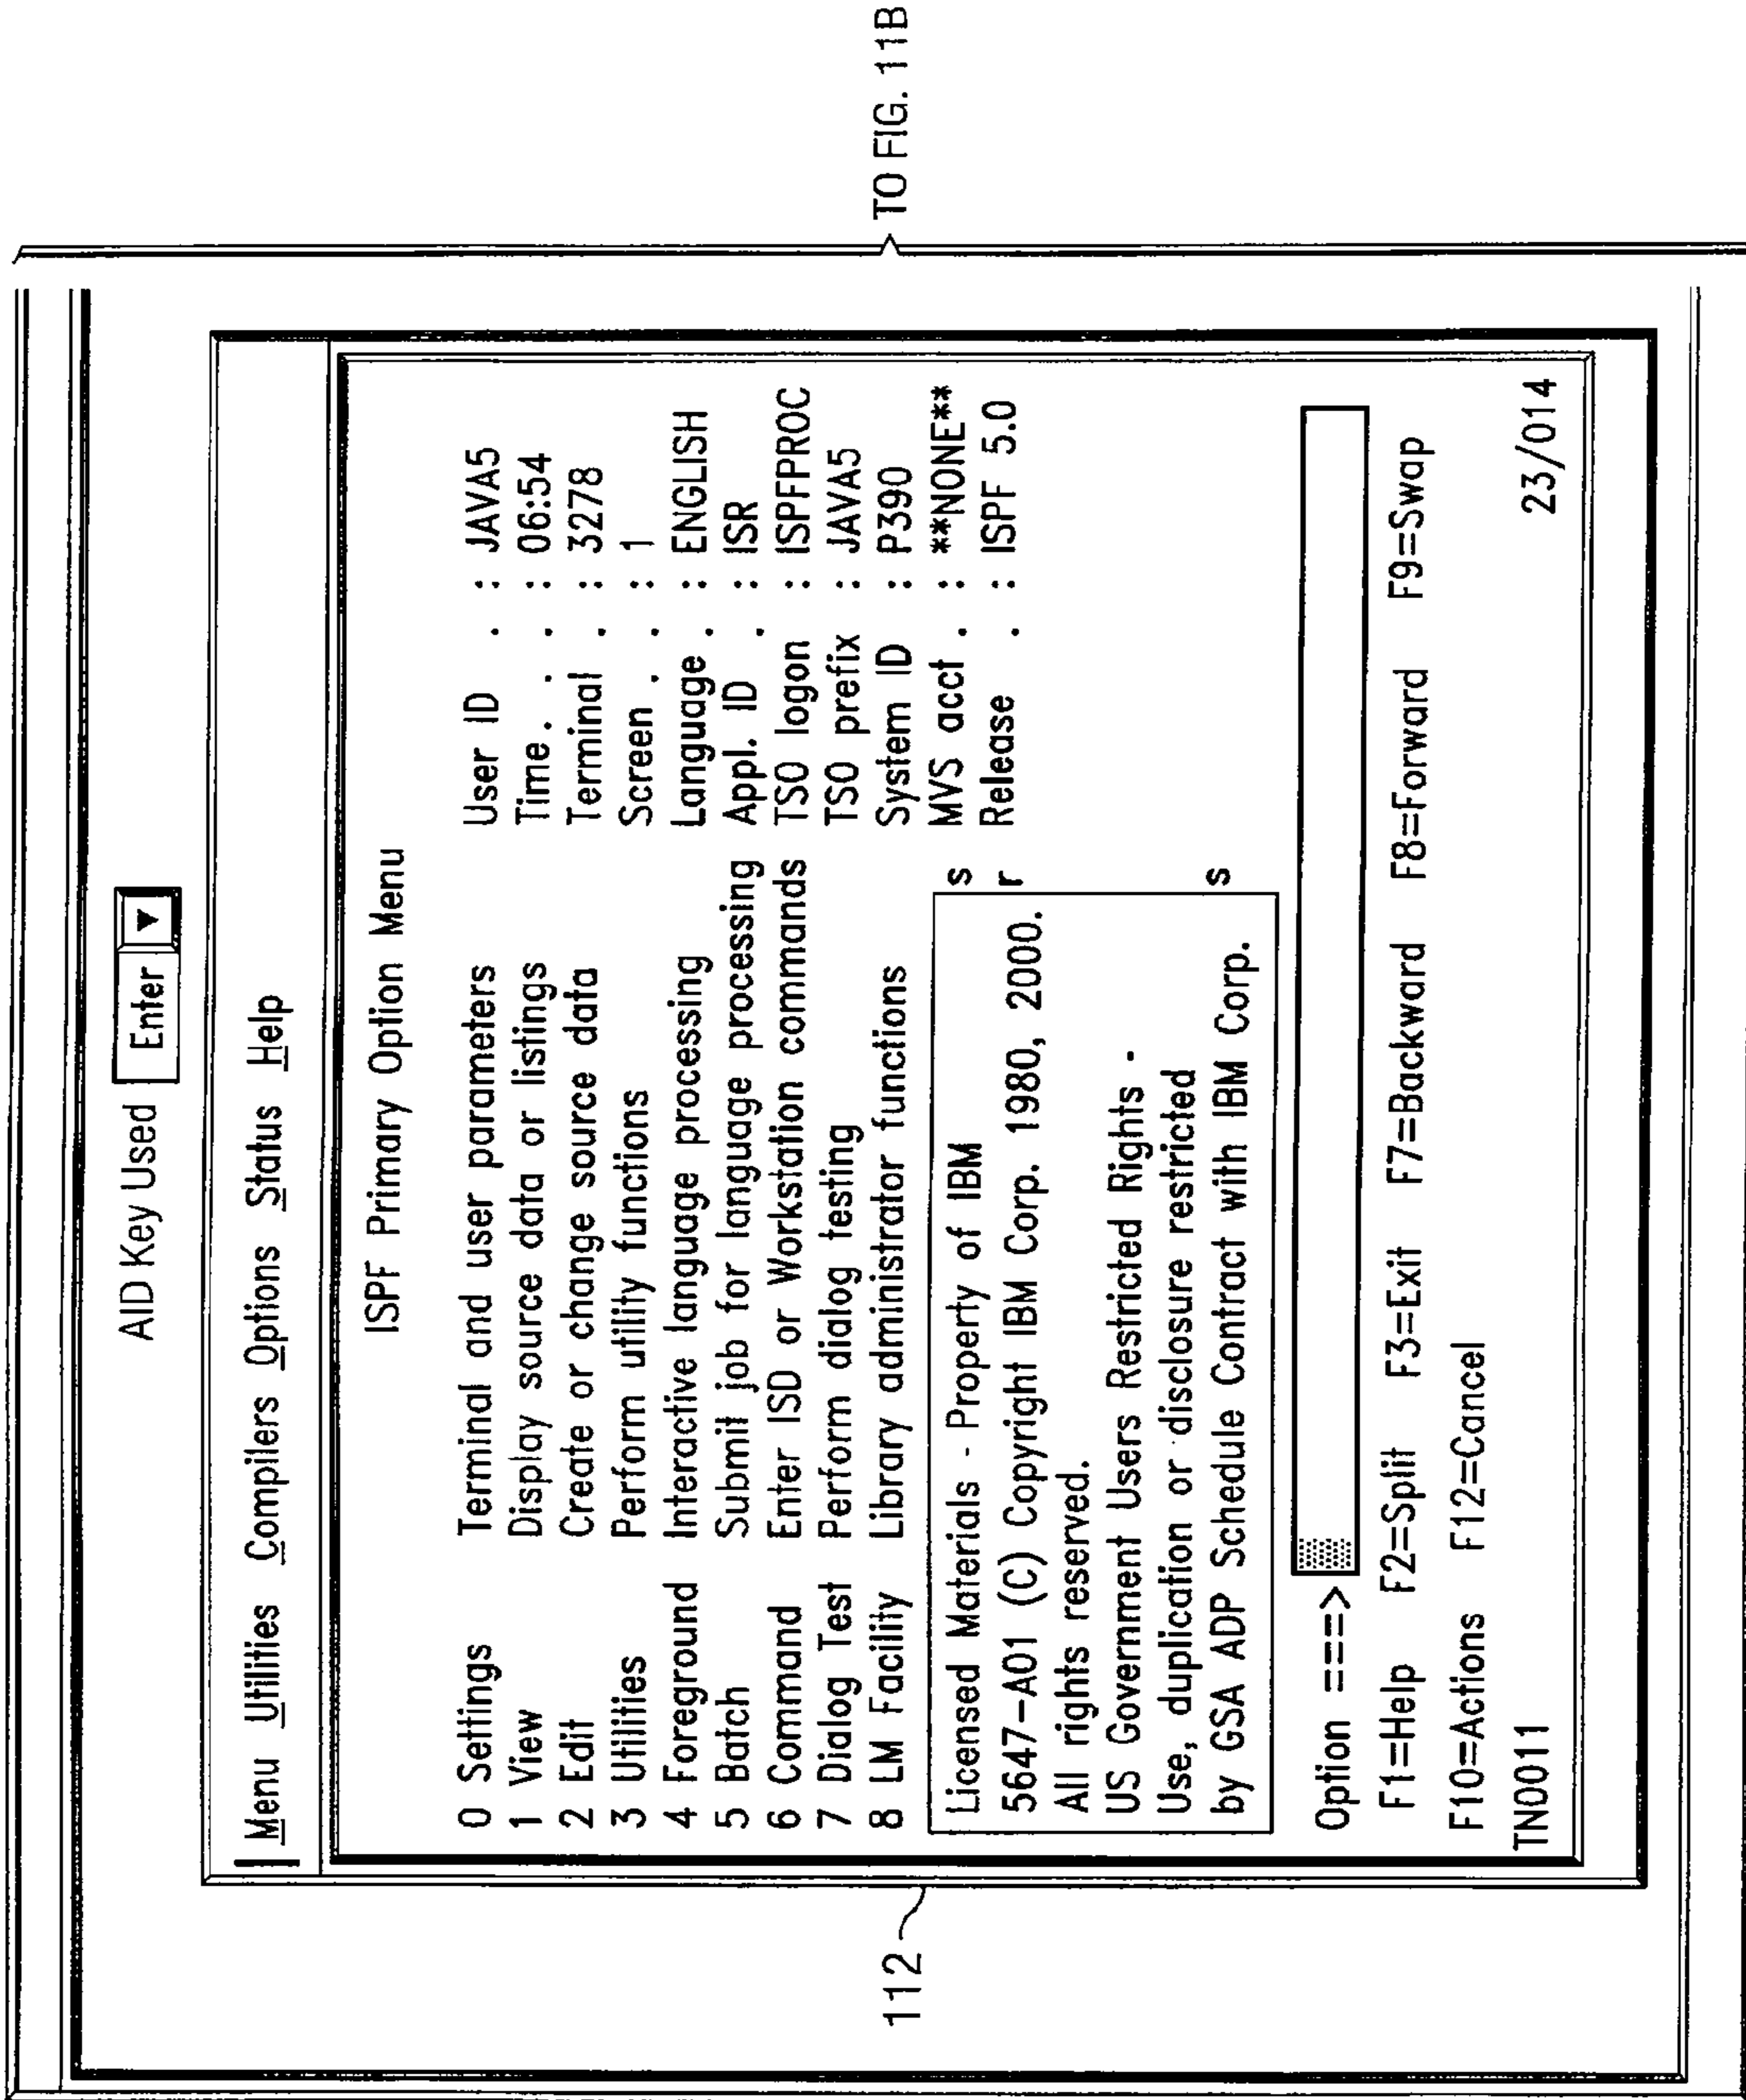 AID Key Used Enter
Menu Utilities Compilers Options Status Help
ISPF Primary Option Menu
0 Settings Terminal and user parameters User ID . : JAVA5
1 View Display source data or listings Time. . . : 06:54
2 Edit Create or change source data Terminal . : 3278
3 Utilities Perform utility functions Screen . . : 1
4 Foreground Interactive language processing Language . : ENGLISH
5 Batch Submit job for language processing Appl. ID . : ISR
6 Command Enter ISD or Workstation commands TSO logon : ISPFPROC
7 Dialog Test Perform dialog testing TSO prefix : JAVA5
8 LM Facility Library administrator functions System ID : P390
MVS acct . : **NONE**
Release . : ISPF 5.0
Licensed Materials - Property of IBM s
5647-A01 (C) Copyright IBM Corp. 1980, 2000. r
All rights reserved.
US Government Users Restricted Rights -
Use, duplication or disclosure restricted
by GSA ADP Schedule Contract with IBM Corp. s
Option ===>
F1=Help F2=Split F3=Exit F7=Backward F8=Forward F9=Swap
F10=Actions F12=Cancel
TN0011 23/014
112
TO FIG. 11B